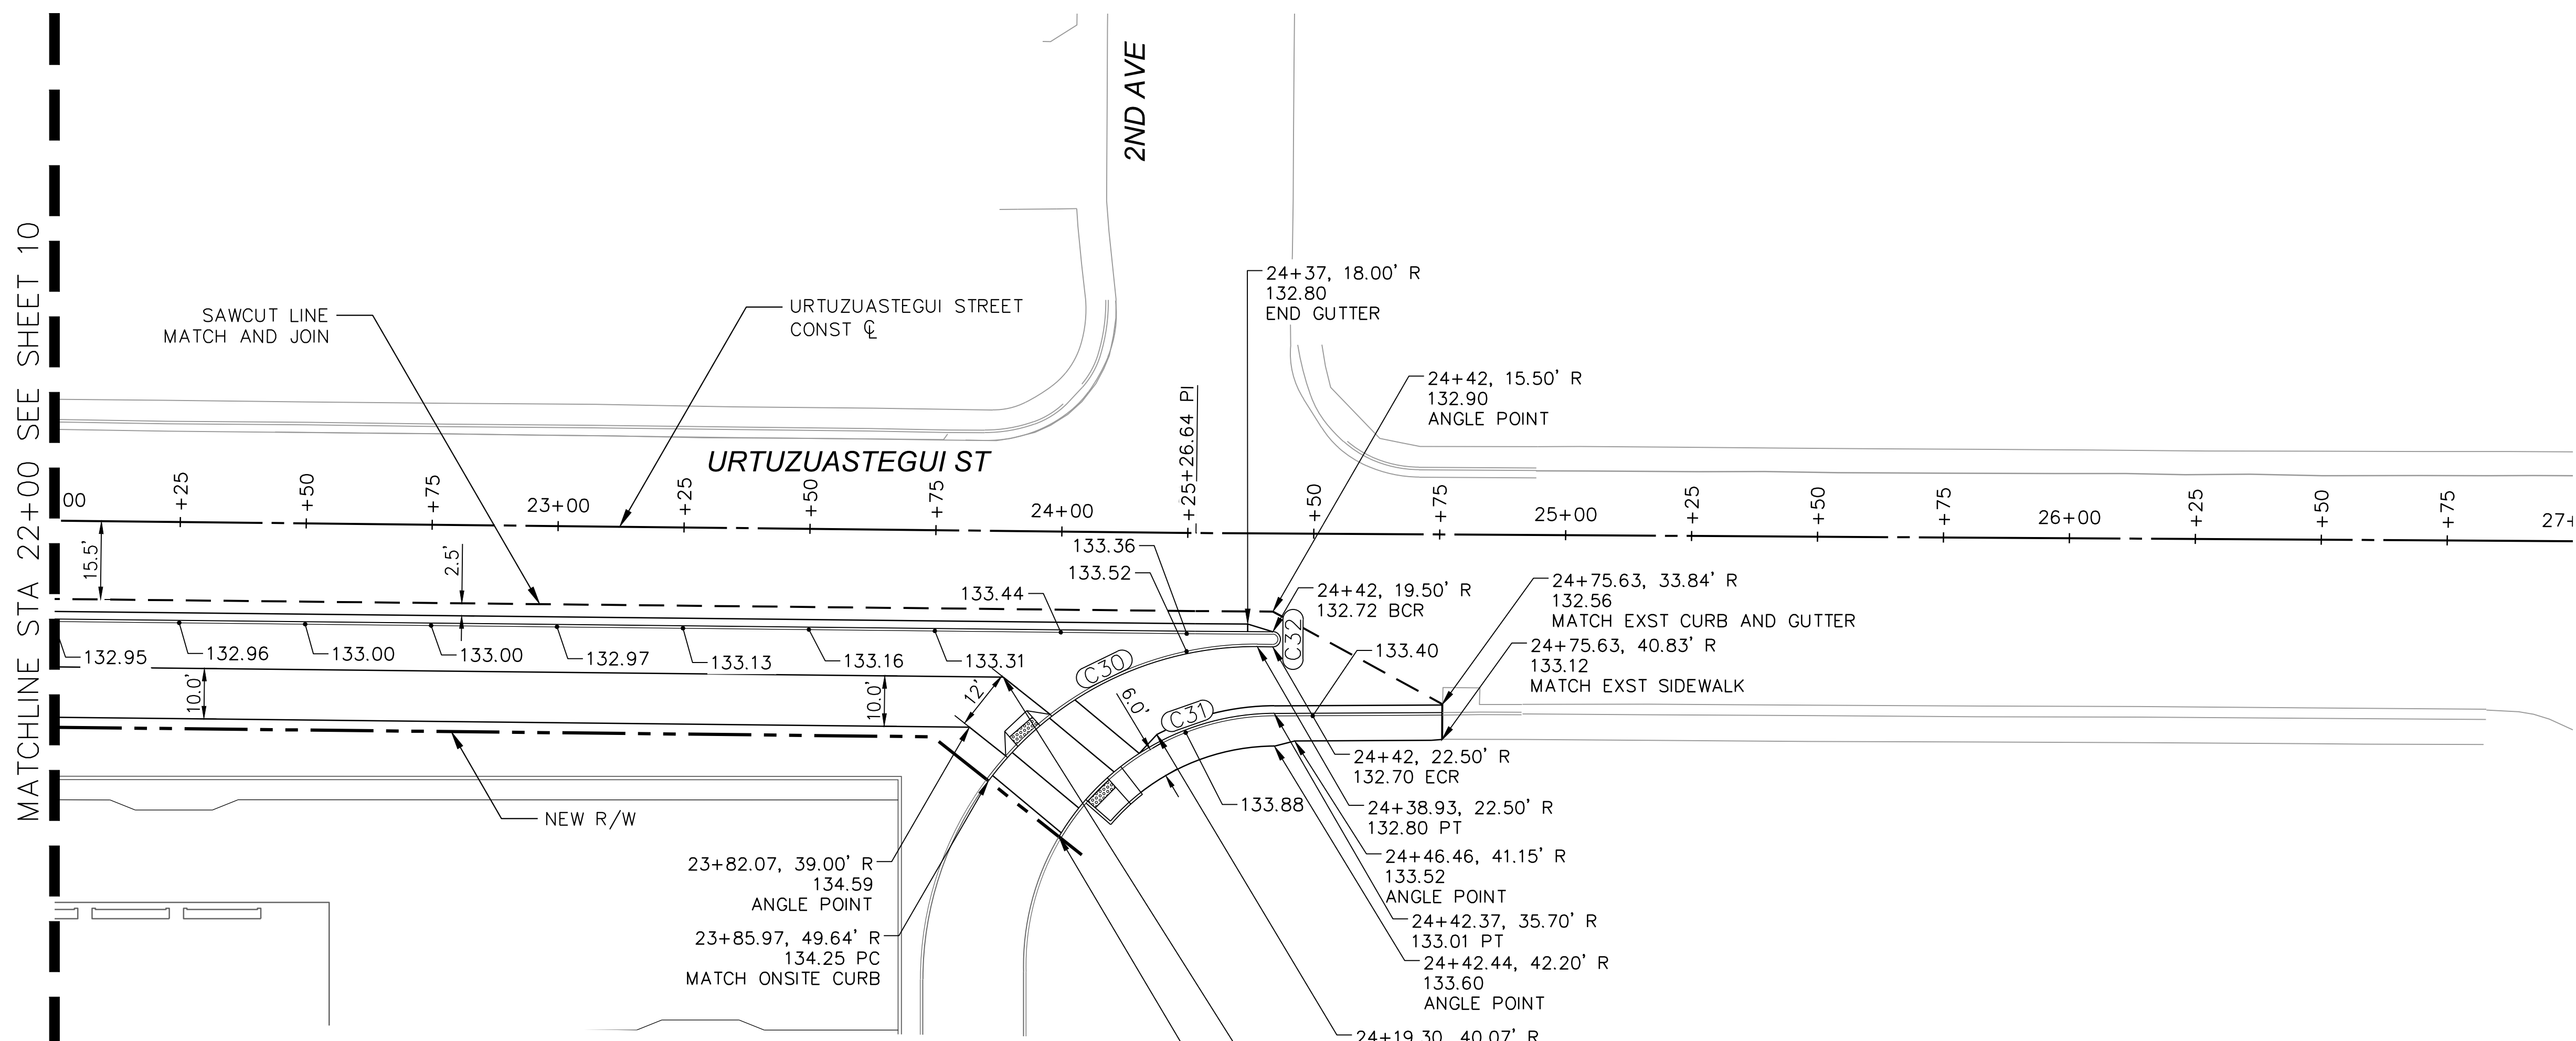 MATCHLINE STA 22+00 SEE SHEET 10
2ND AVE
SAWCUT LINE
MATCH AND JOIN
URTUZUASTEGUI STREET
CONST ℄
24+37, 18.00' R
132.80
END GUTTER
24+42, 15.50' R
132.90
ANGLE POINT
URTUZUASTEGUI ST
+25+26.64 PI
00
+25
+50
+75
23+00
+25
+50
+75
24+00
+50
+75
25+00
+25
+50
+75
26+00
+25
+50
+75
27+
15.5'
2.5'
133.36
133.52
133.44
24+42, 19.50' R
132.72 BCR
C32
24+75.63, 33.84' R
132.56
MATCH EXST CURB AND GUTTER
24+75.63, 40.83' R
133.12
MATCH EXST SIDEWALK
132.95
132.96
133.00
133.00
132.97
133.13
133.16
133.31
133.40
10.0'
10.0'
12'
C30
6.0'
C31
24+42, 22.50' R
132.70 ECR
24+38.93, 22.50' R
132.80 PT
133.88
NEW R/W
24+46.46, 41.15' R
133.52
ANGLE POINT
23+82.07, 39.00' R
134.59
ANGLE POINT
24+42.37, 35.70' R
133.01 PT
23+85.97, 49.64' R
134.25 PC
MATCH ONSITE CURB
24+42.44, 42.20' R
133.60
ANGLE POINT
24+19.30, 40.07' R